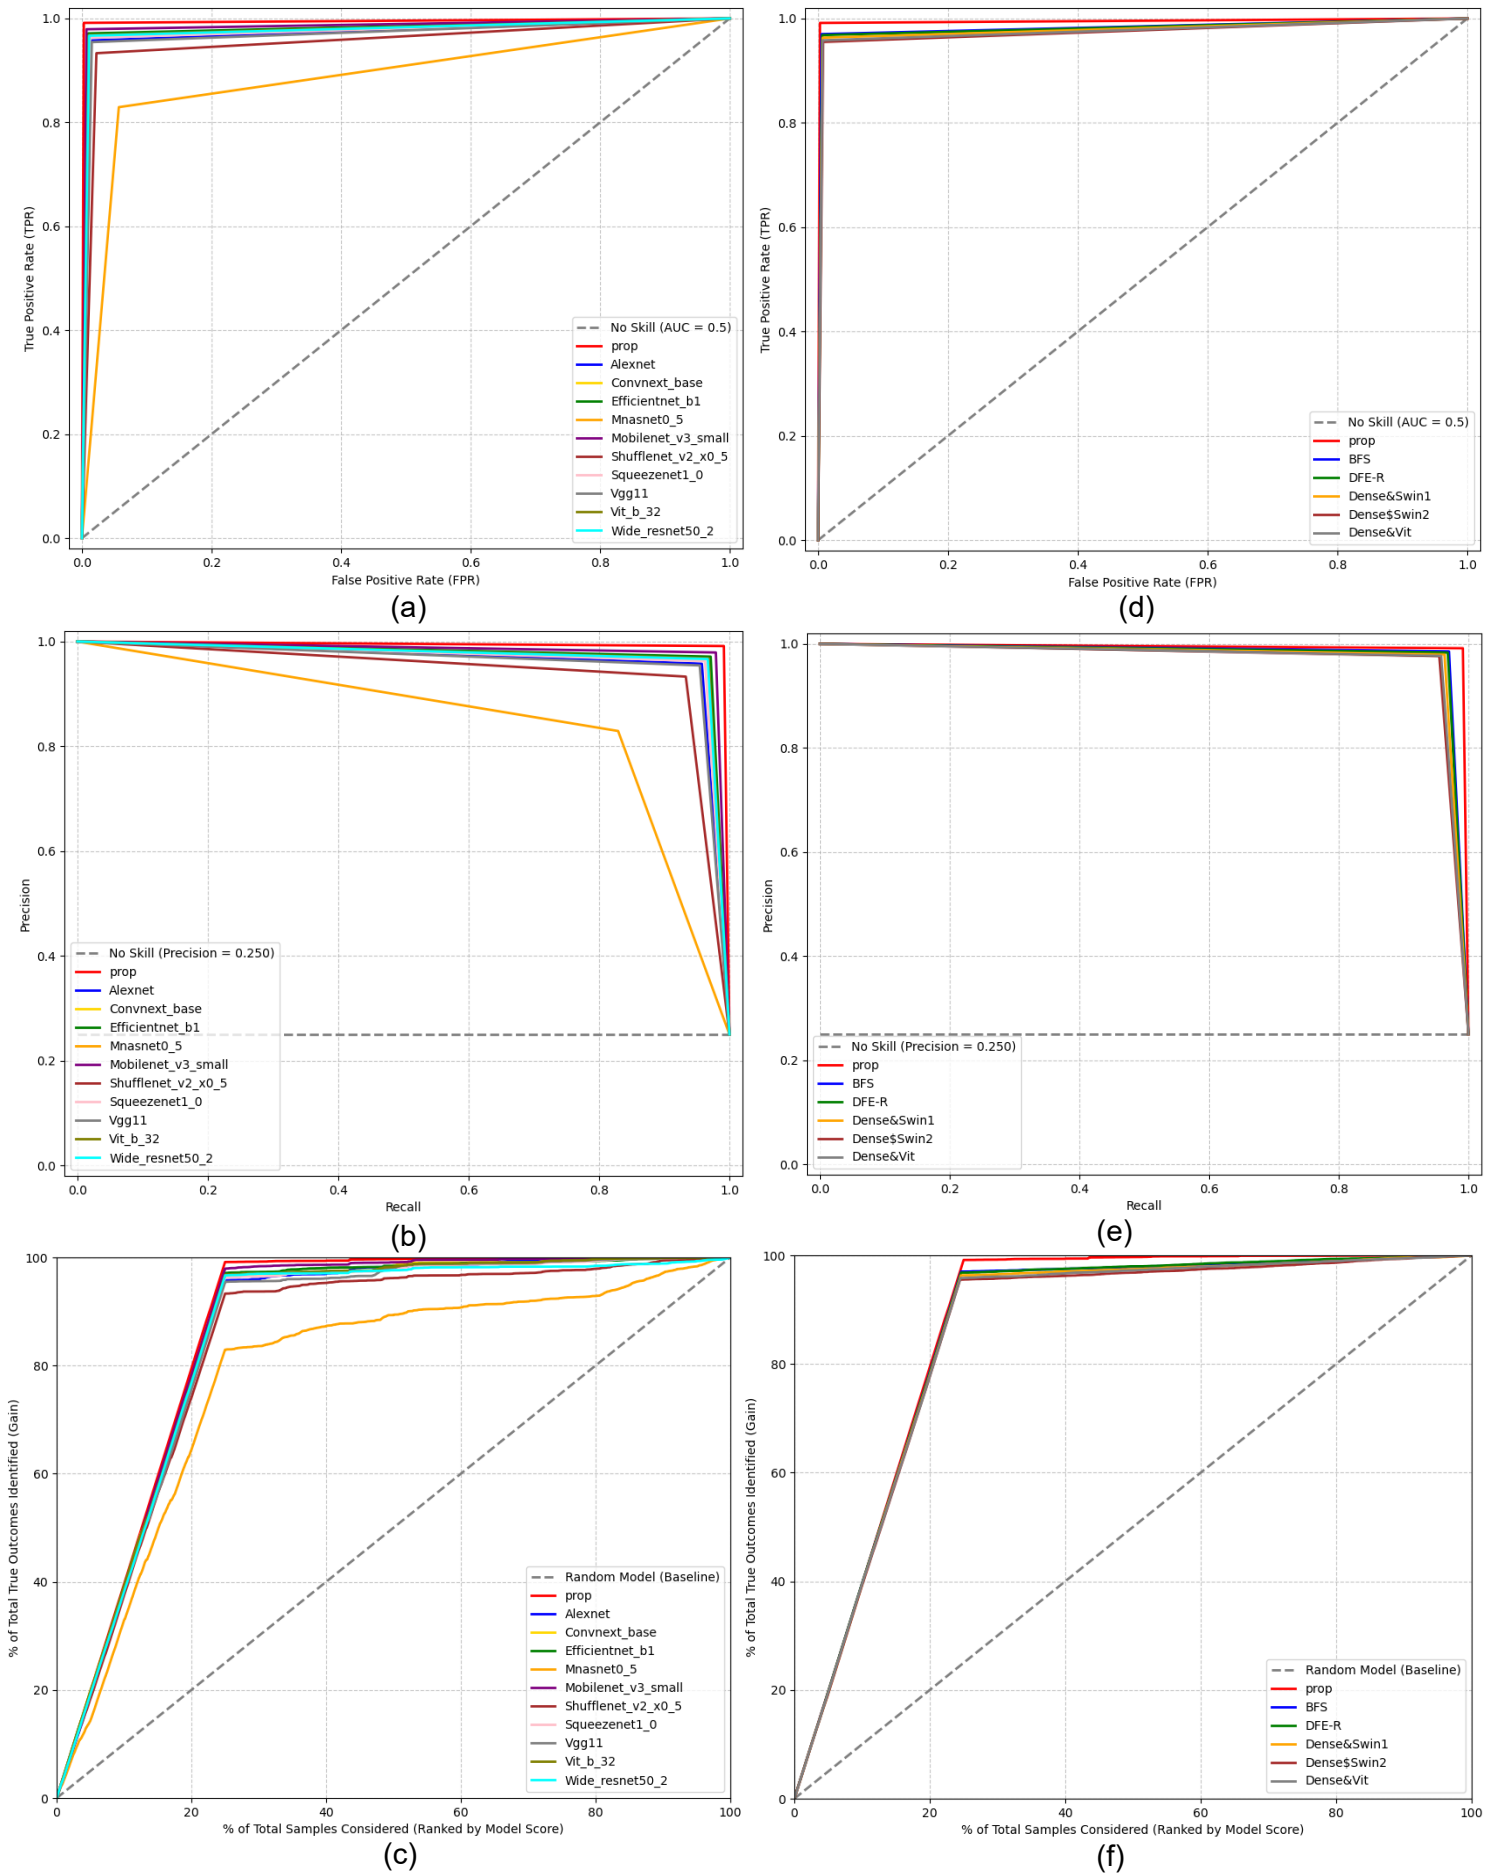 1.0
0.8
0.6
0.4
0.2
0.0
True Positive Rate (TPR)
No Skill (AUC = 0.5)
prop
Alexnet
Convnext_base
Efficientnet_b1
Mnasnet0_5
Mobilenet_v3_small
Shufflenet_v2_x0_5
Squeezenet1_0
Vgg11
Vit_b_32
Wide_resnet50_2
0.0 0.2 0.4 0.6 0.8 1.0
False Positive Rate (FPR)
(a)
1.0
0.8
0.6
0.4
0.2
0.0
True Positive Rate (TPR)
No Skill (AUC = 0.5)
prop
BFS
DFE-R
Dense&Swin1
Dense$Swin2
Dense&Vit
0.0 0.2 0.4 0.6 0.8 1.0
False Positive Rate (FPR)
(d)
1.0
0.8
0.6
0.4
0.2
0.0
Precision
No Skill (Precision = 0.250)
prop
Alexnet
Convnext_base
Efficientnet_b1
Mnasnet0_5
Mobilenet_v3_small
Shufflenet_v2_x0_5
Squeezenet1_0
Vgg11
Vit_b_32
Wide_resnet50_2
0.0 0.2 0.4 0.6 0.8 1.0
Recall
(b)
1.0
0.8
0.6
0.4
0.2
0.0
Precision
No Skill (Precision = 0.250)
prop
BFS
DFE-R
Dense&Swin1
Dense$Swin2
Dense&Vit
0.0 0.2 0.4 0.6 0.8 1.0
Recall
(e)
100
80
60
40
20
0
% of Total True Outcomes Identified (Gain)
Random Model (Baseline)
prop
Alexnet
Convnext_base
Efficientnet_b1
Mnasnet0_5
Mobilenet_v3_small
Shufflenet_v2_x0_5
Squeezenet1_0
Vgg11
Vit_b_32
Wide_resnet50_2
0 20 40 60 80 100
% of Total Samples Considered (Ranked by Model Score)
(c)
100
80
60
40
20
0
% of Total True Outcomes Identified (Gain)
Random Model (Baseline)
prop
BFS
DFE-R
Dense&Swin1
Dense$Swin2
Dense&Vit
0 20 40 60 80 100
% of Total Samples Considered (Ranked by Model Score)
(f)